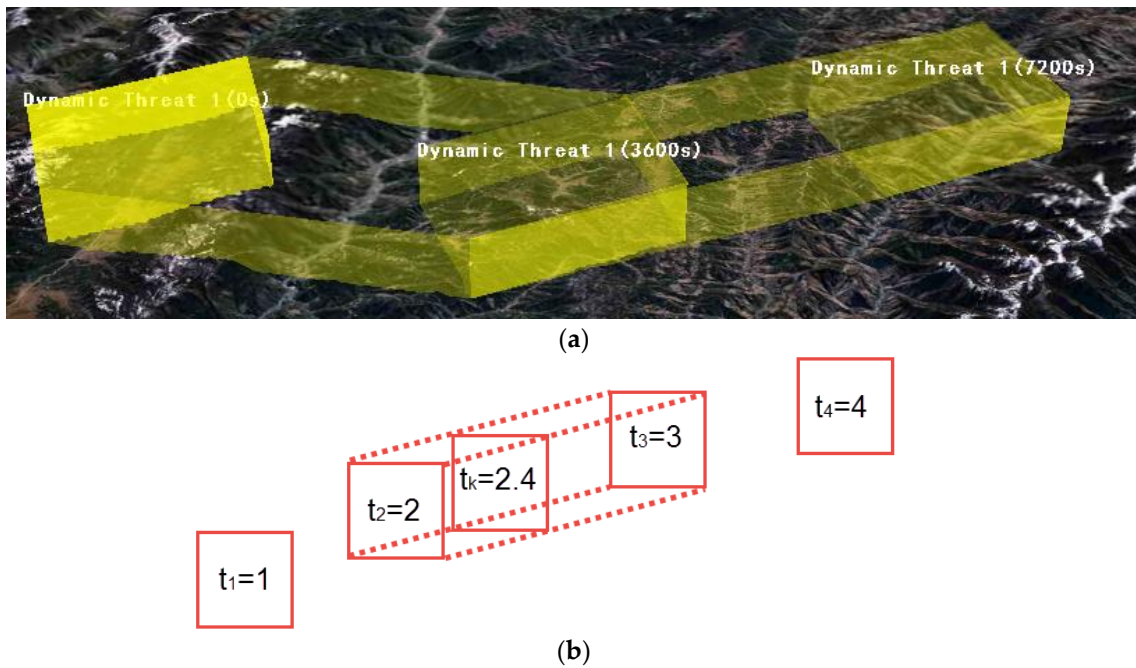 Dynamic Threat 1(7200s)
Dynamic Threat 1(0s)
Dynamic Threat 1(3600s)
(a)
t₄=4
t₃=3
tₖ=2.4
t₂=2
t₁=1
(b)